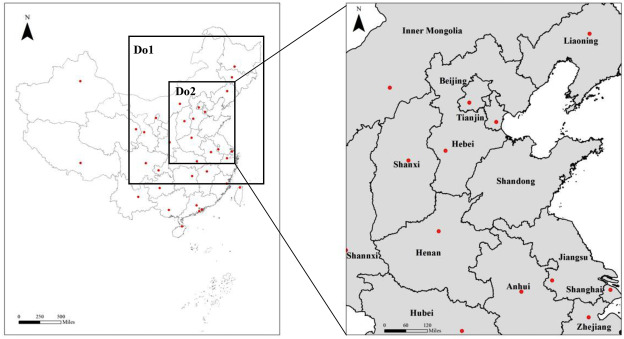 N
Do1
Do2
0 250 500
Miles
N
Inner Mongolia
Liaoning
Beijing
Tianjin
Hebei
Shanxi
Shandong
Shannxi
Henan
Jiangsu
Anhui
Shanghai
Hubei
Zhejiang
0 60 120
Miles